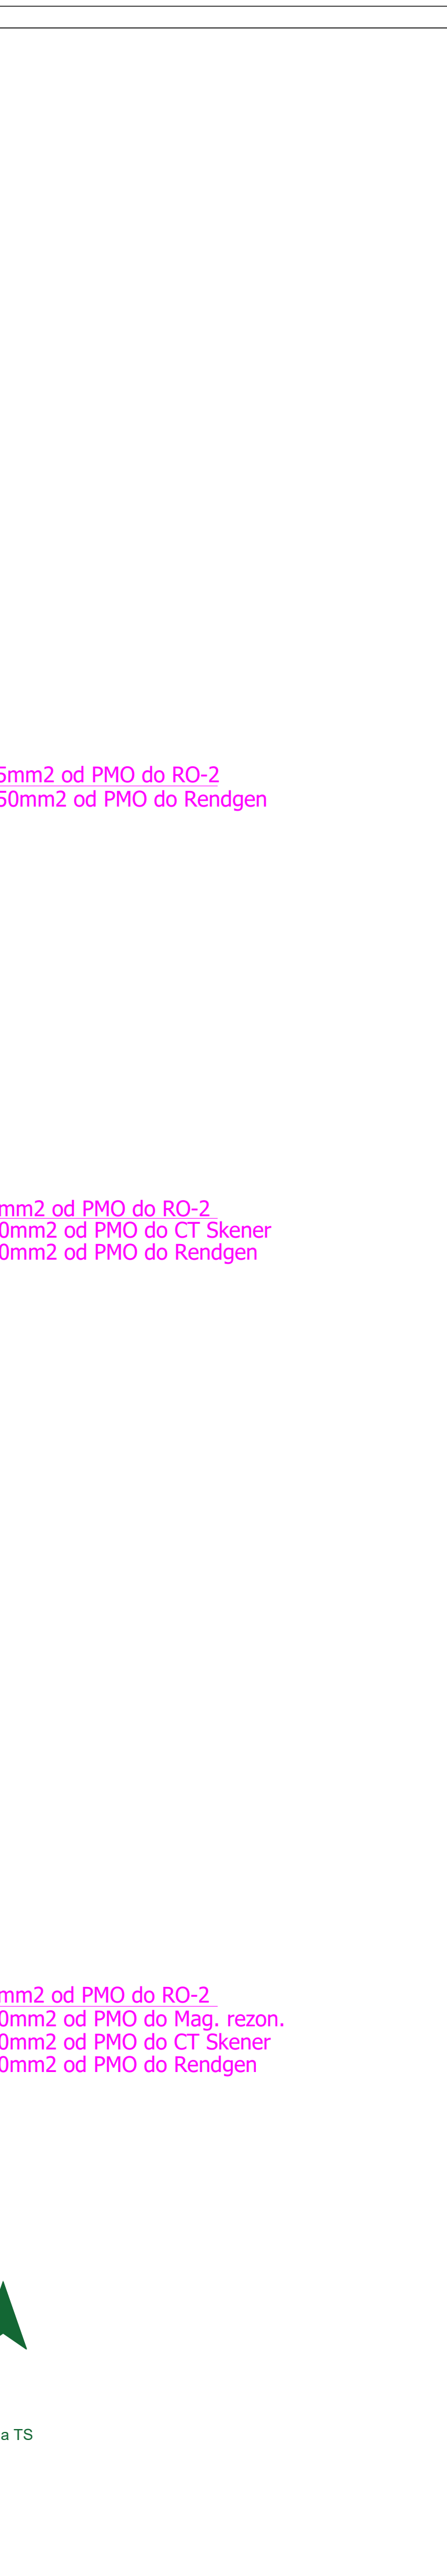 5mm2 od PMO do RO-2
50mm2 od PMO do Rendgen
mm2 od PMO do RO-2
0mm2 od PMO do CT Skener
0mm2 od PMO do Rendgen
mm2 od PMO do RO-2
0mm2 od PMO do Mag. rezon.
0mm2 od PMO do CT Skener
0mm2 od PMO do Rendgen
a TS